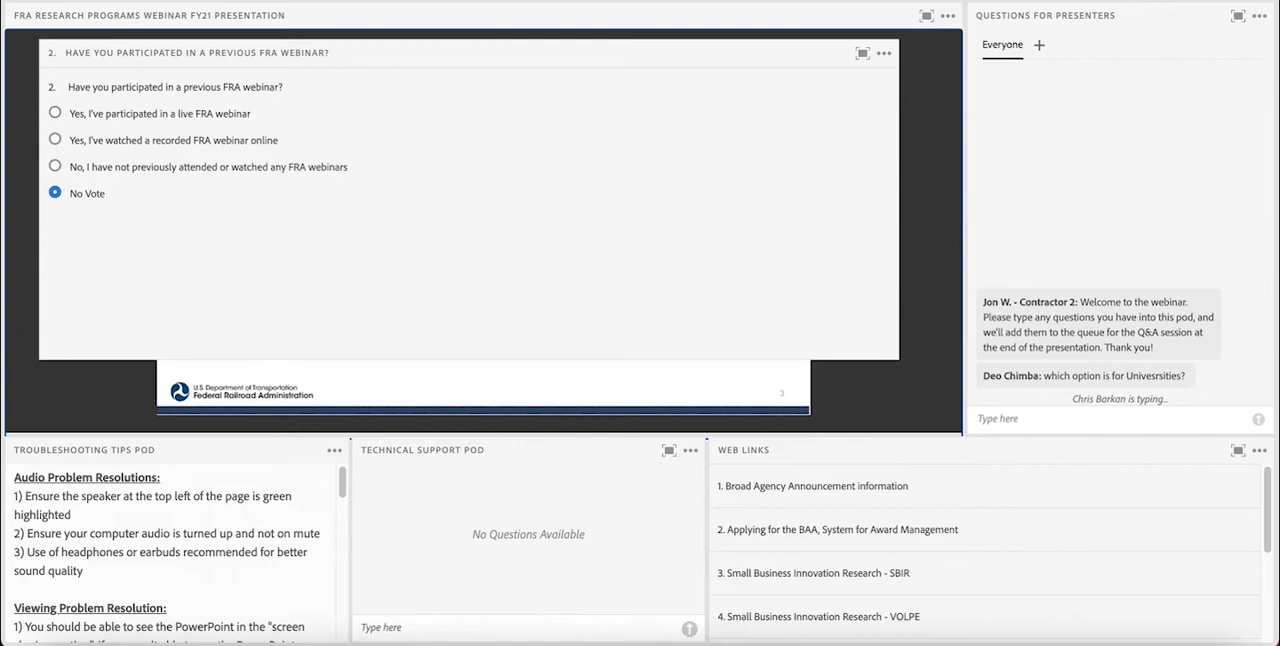 FRA RESEARCH PROGRAMS WEBINAR FY21 PRESENTATION
2. HAVE YOU PARTICIPATED IN A PREVIOUS FRA WEBINAR?
2. Have you participated in a previous FRA webinar?
Yes, I've participated in a live FRA webinar
Yes, I've watched a recorded FRA webinar online
No, I have not previously attended or watched any FRA webinars
No Vote
U.S. Department of Transportation
Federal Railroad Administration
3
QUESTIONS FOR PRESENTERS
Everyone
Jon W. - Contractor 2: Welcome to the webinar.
Please type any questions you have into this pod, and
we'll add them to the queue for the Q&A session at
the end of the presentation. Thank you!
Deo Chimba: which option is for Univesrsities?
Chris Barkan is typing...
Type here
TROUBLESHOOTING TIPS POD
Audio Problem Resolutions:
1) Ensure the speaker at the top left of the page is green
highlighted
2) Ensure your computer audio is turned up and not on mute
3) Use of headphones or earbuds recommended for better
sound quality
Viewing Problem Resolution:
1) You should be able to see the PowerPoint in the "screen
TECHNICAL SUPPORT POD
No Questions Available
Type here
WEB LINKS
1. Broad Agency Announcement information
2. Applying for the BAA, System for Award Management
3. Small Business Innovation Research - SBIR
4. Small Business Innovation Research - VOLPE